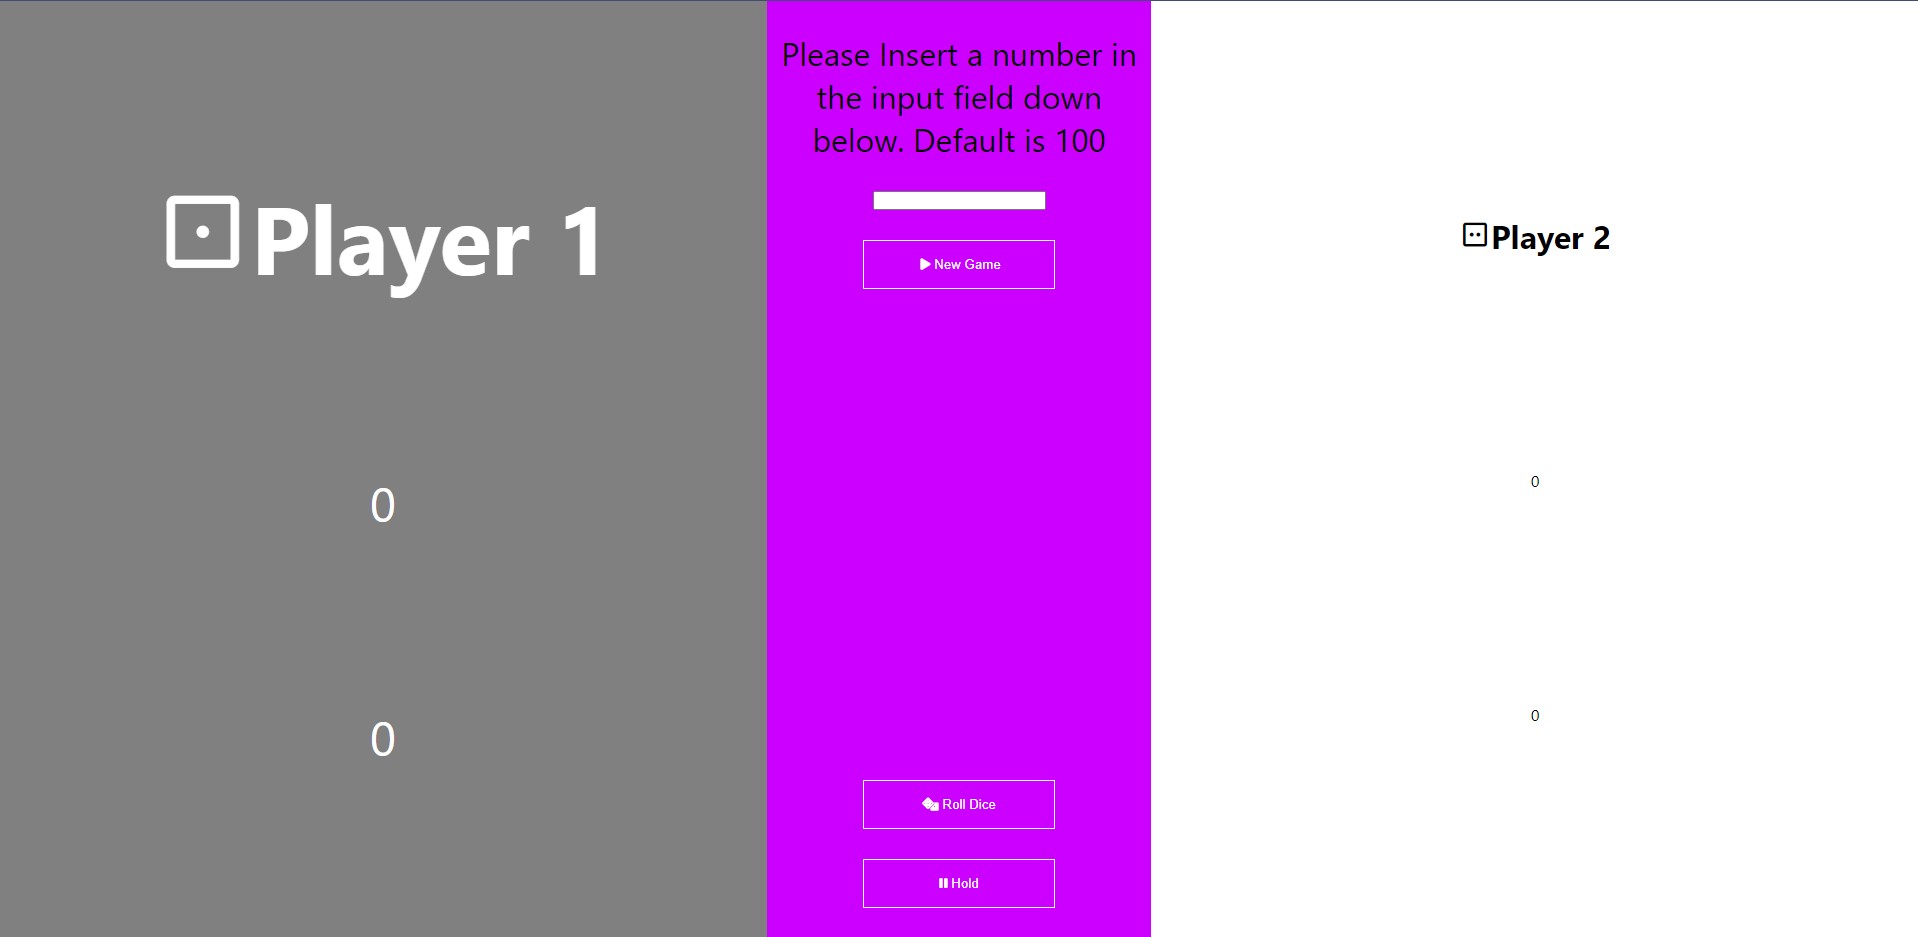 Player 1
0
0
Please Insert a number in
the input field down
below. Default is 100
New Game
Roll Dice
Hold
Player 2
0
0